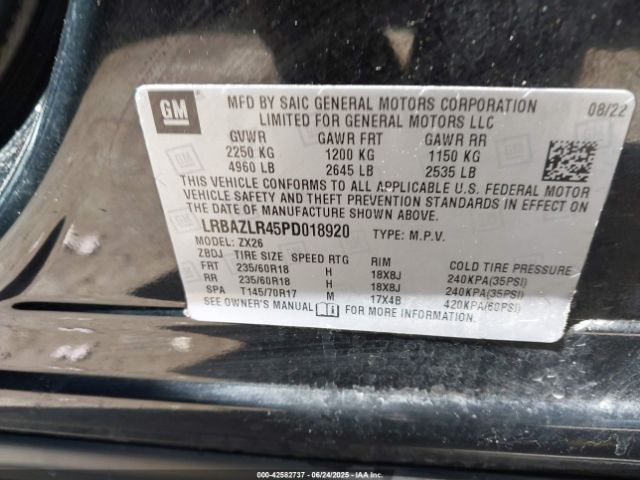 GM
MFD BY SAIC GENERAL MOTORS CORPORATION 08/22
LIMITED FOR GENERAL MOTORS LLC
GVWR GAWR FRT GAWR RR
2250 KG 1200 KG 1150 KG
4960 LB 2645 LB 2535 LB
THIS VEHICLE CONFORMS TO ALL APPLICABLE U.S. FEDERAL MOTOR
VEHICLE SAFETY AND THEFT PREVENTION STANDARDS IN EFFECT ON
THE DATE OF MANUFACTURE SHOWN ABOVE.
LRBAZLR45PD018920 TYPE: M.P.V.
MODEL: ZX26
ZBDJ TIRE SIZE SPEED RTG RIM COLD TIRE PRESSURE
FRT 235/60R18 H 18X8J 240KPA(35PSI)
RR 235/60R18 H 18X8J 240KPA(35PSI)
SPA T145/70R17 M 17X4B 420KPA(60PSI)
SEE OWNER'S MANUAL FOR MORE INFORMATION.
000-42582737 - 06/24/2025 - IAAI.COM